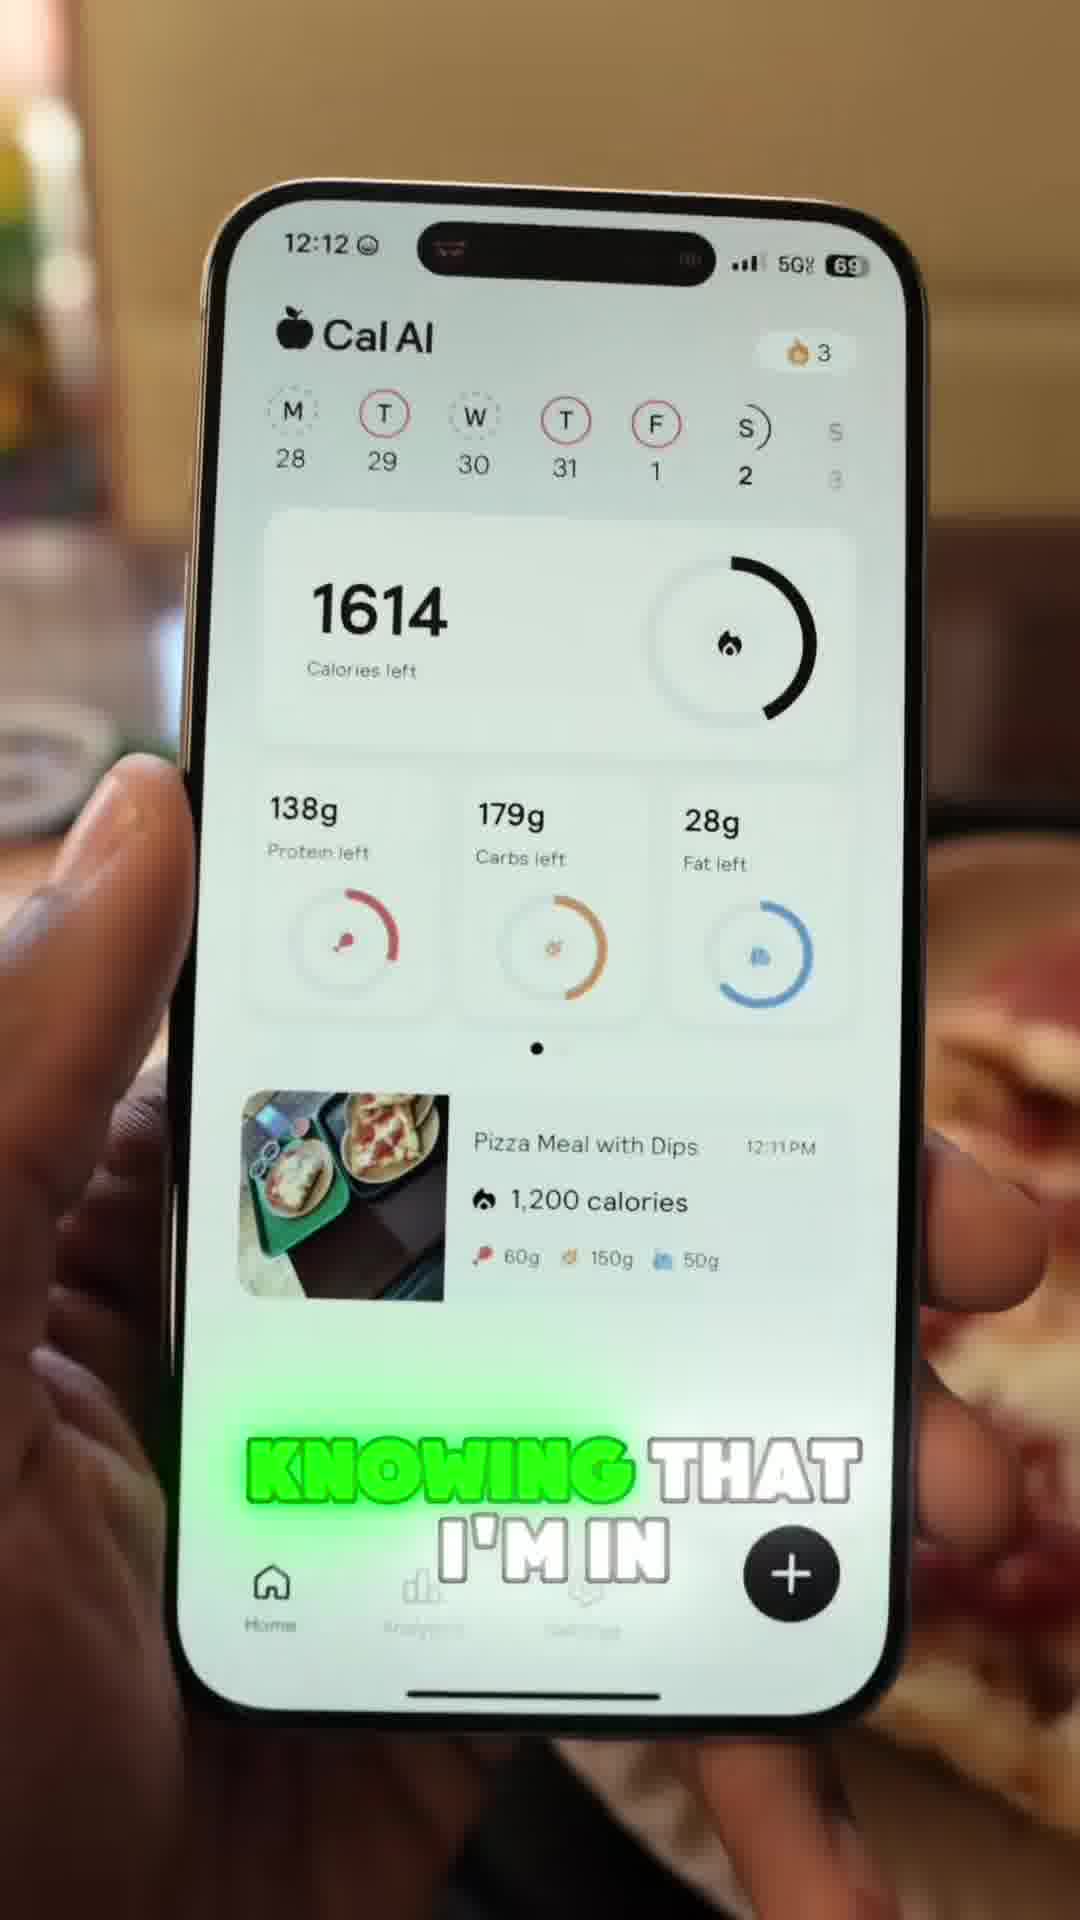 12:12 5G 69
Cal AI
3
M T W T F S S
28 29 30 31 1 2 3
1614
Calories left
138g 179g 28g
Protein left Carbs left Fat left
Pizza Meal with Dips 12:11 PM
1,200 calories
60g 150g 50g
KNOWING THAT
I'M IN
Home Analytics Settings